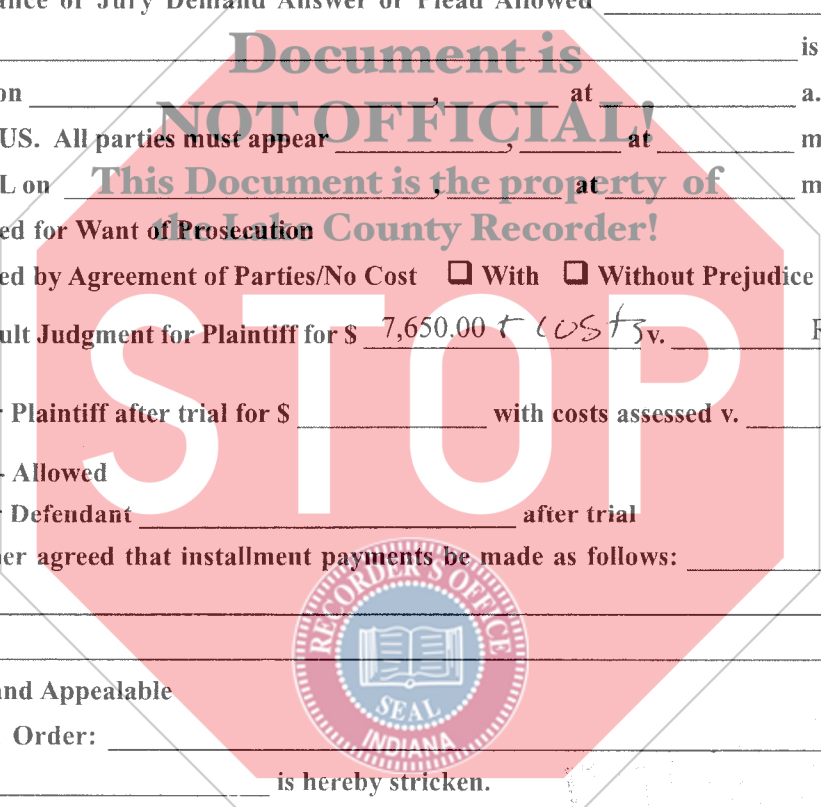 ance of Jury Demand Answer or Plead Allowed
Document is
is
on , at a.
NOT OFFICIAL!
US. All parties must appear , at m
L on , at m
This Document is the property of
ed for Want of Prosecution
the Lake County Recorder!
ed by Agreement of Parties/No Cost ❑ With ❑ Without Prejudice
ult Judgment for Plaintiff for $ 7,650.00 + costs v.
r Plaintiff after trial for $ with costs assessed v.
- Allowed
r Defendant after trial
er agreed that installment payments be made as follows:
and Appealable
Order:
is hereby stricken.
STOP
RECORDER'S OFFICE
SEAL
INDIANA